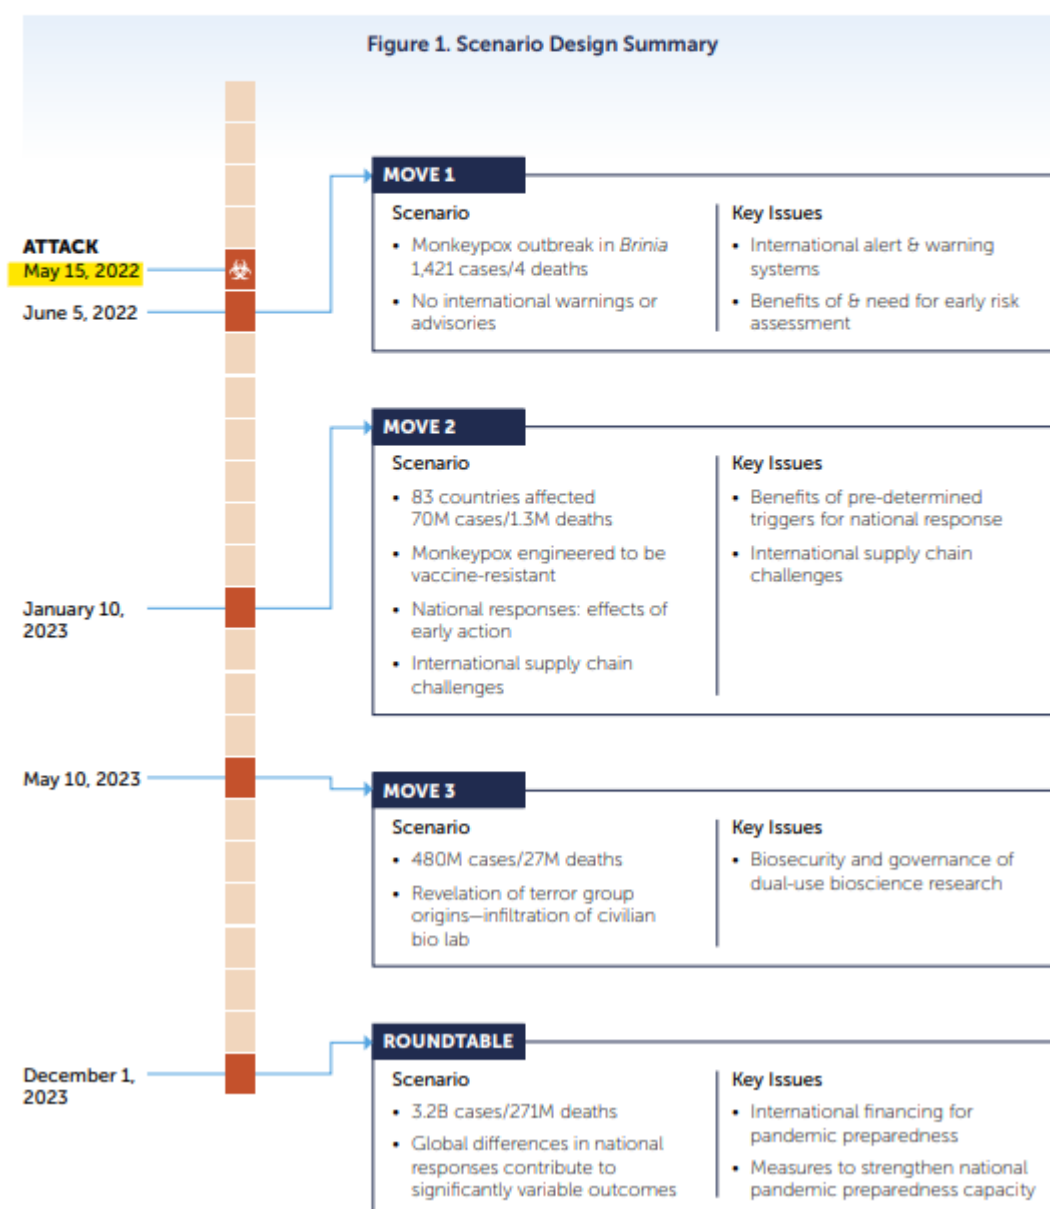 Figure 1. Scenario Design Summary
ATTACK
May 15, 2022
June 5, 2022
MOVE 1
Scenario
• Monkeypox outbreak in Brinia
1,421 cases/4 deaths
• No international warnings or
advisories
Key Issues
• International alert & warning
systems
• Benefits of & need for early risk
assessment
January 10,
2023
MOVE 2
Scenario
• 83 countries affected
70M cases/1.3M deaths
• Monkeypox engineered to be
vaccine-resistant
• National responses: effects of
early action
• International supply chain
challenges
Key Issues
• Benefits of pre-determined
triggers for national response
• International supply chain
challenges
May 10, 2023
MOVE 3
Scenario
• 480M cases/27M deaths
• Revelation of terror group
origins—infiltration of civilian
bio lab
Key Issues
• Biosecurity and governance of
dual-use bioscience research
December 1,
2023
ROUNDTABLE
Scenario
• 3.2B cases/271M deaths
• Global differences in national
responses contribute to
significantly variable outcomes
Key Issues
• International financing for
pandemic preparedness
• Measures to strengthen national
pandemic preparedness capacity